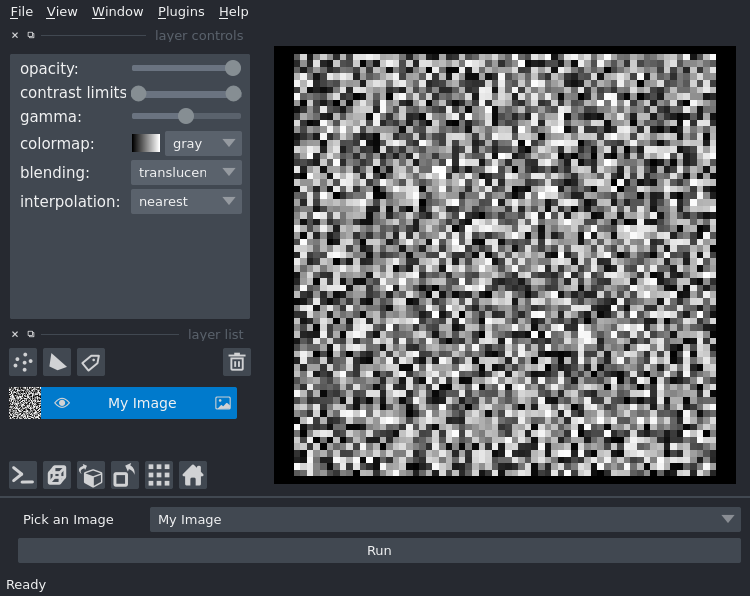 File View Window Plugins Help
layer controls
opacity:
contrast limits
gamma:
colormap: gray
blending: translucen
interpolation: nearest
layer list
My Image
Pick an Image My Image
Run
Ready